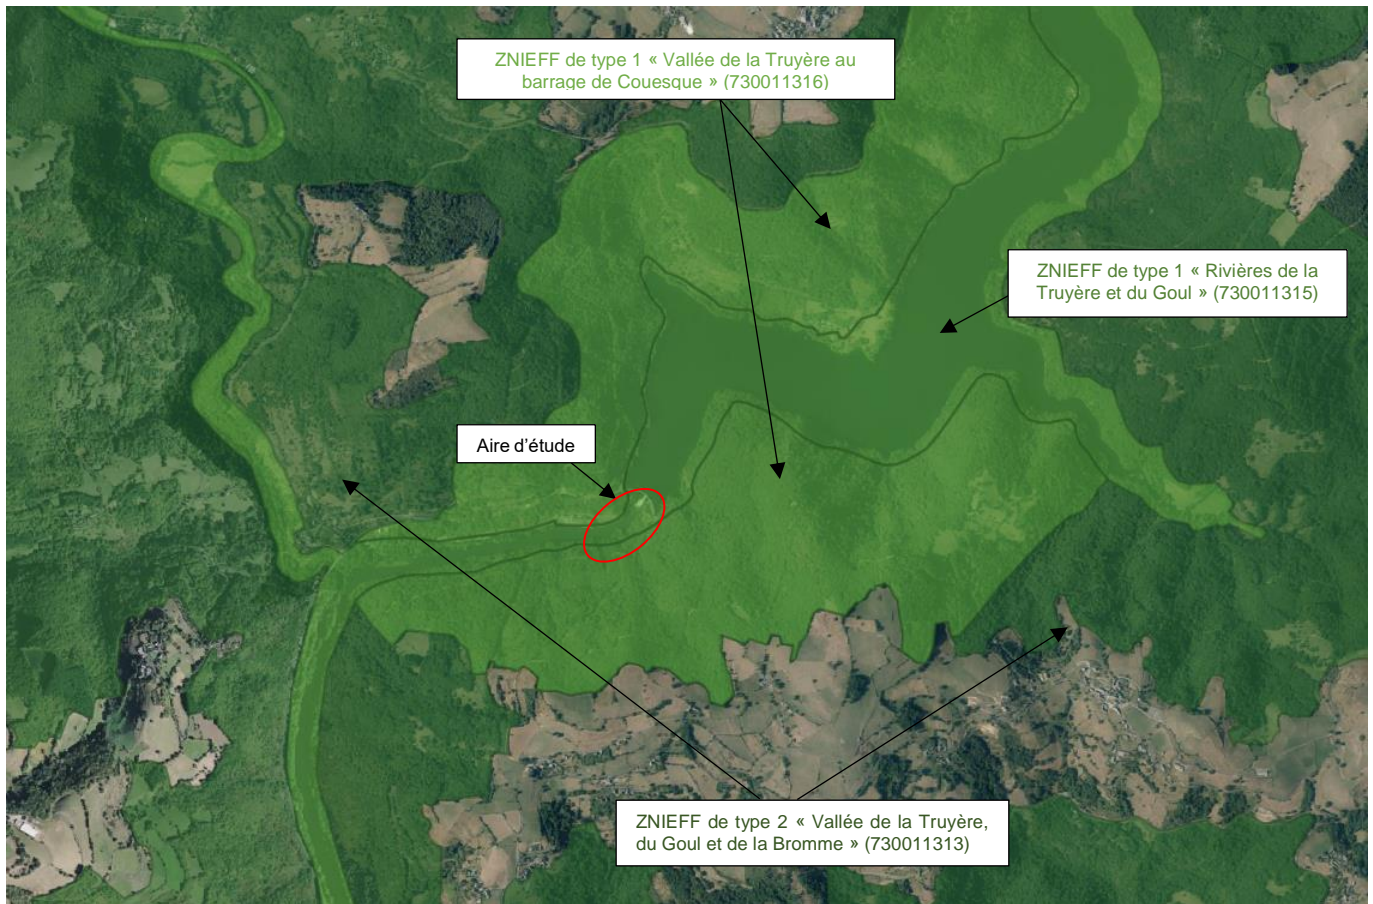 ZNIEFF de type 1 « Vallée de la Truyère au
barrage de Couesque » (730011316)
ZNIEFF de type 1 « Rivières de la
Truyère et du Goul » (730011315)
Aire d’étude
ZNIEFF de type 2 « Vallée de la Truyère,
du Goul et de la Bromme » (730011313)